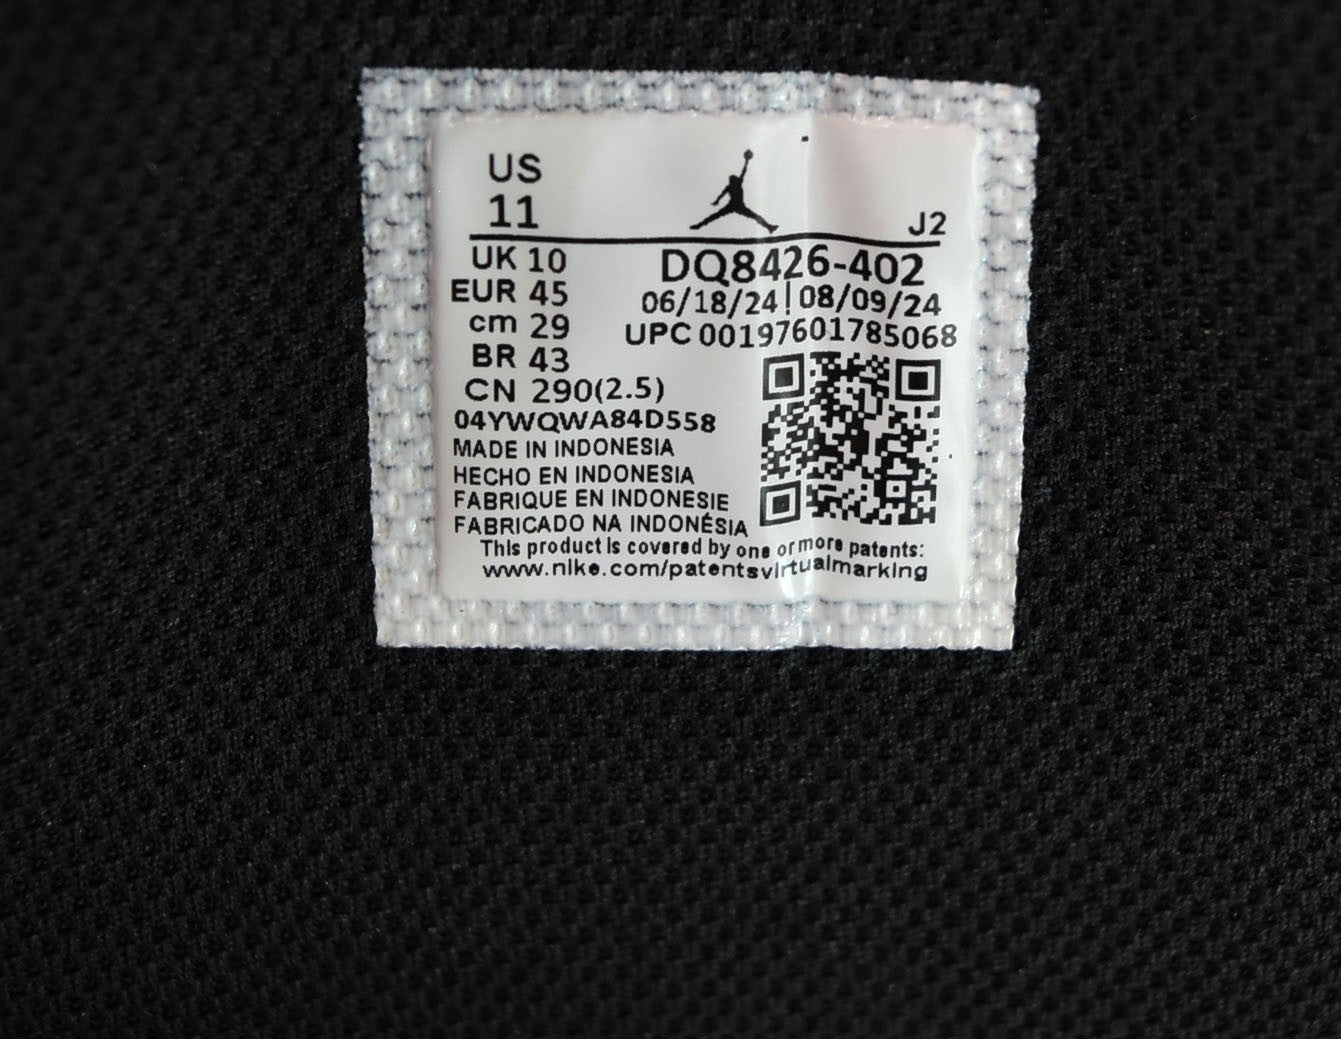 US
11
J2
UK 10
EUR 45
cm 29
BR 43
CN 290(2.5)
DQ8426-402
06/18/24|08/09/24
UPC 00197601785068
04YWQWA84D558
MADE IN INDONESIA
HECHO EN INDONESIA
FABRIQUE EN INDONESIE
FABRICADO NA INDONÉSIA
This product is covered by one or more patents:
www.nike.com/patentsvirtualmarking